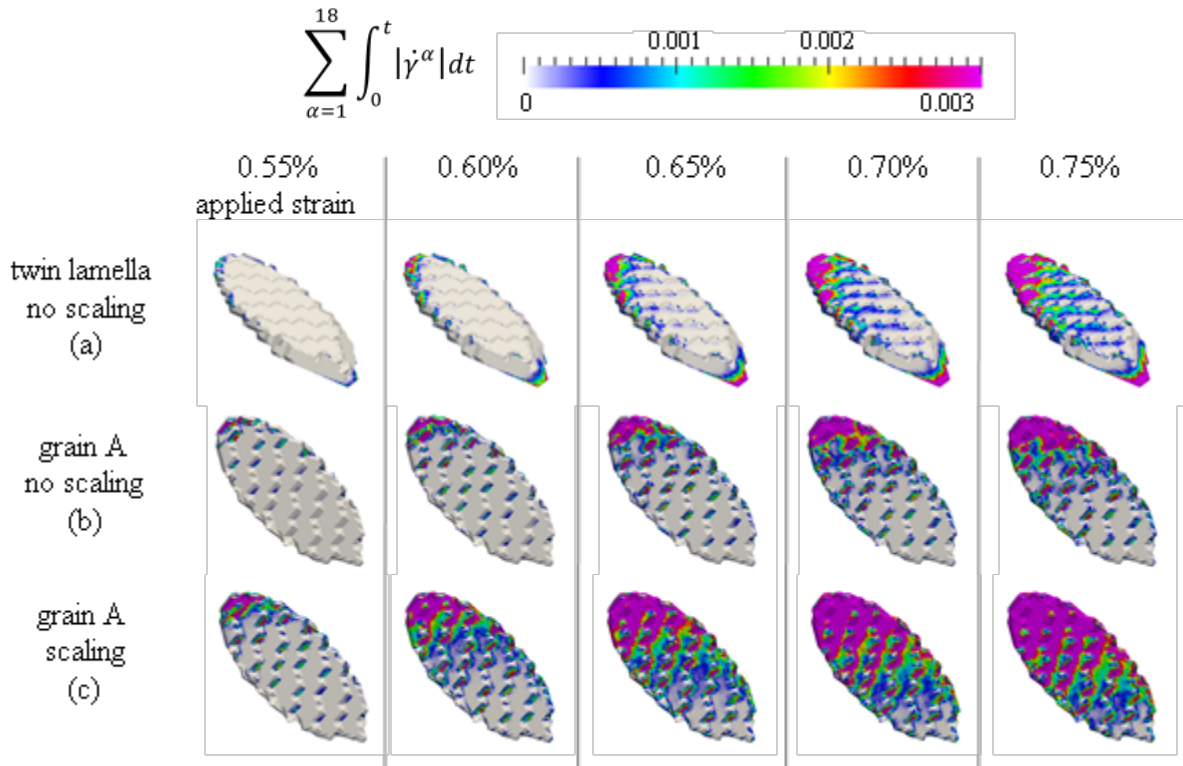 18
∑ ∫ₜ₀ |γ̇^α| dt
α=1
0.001 0.002
0 0.003
0.55% 0.60% 0.65% 0.70% 0.75%
applied strain
twin lamella
no scaling
(a)
grain A
no scaling
(b)
grain A
scaling
(c)